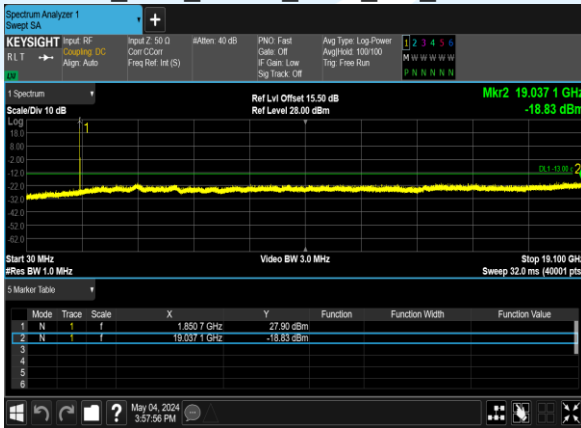 Spectrum Analyzer 1
Swept SA
+
KEYSIGHT
RLT
Input: RF
Coupling: DC
Align: Auto
Input Z: 50 Ω
Corr CCorr
Freq Ref: Int (S)
#Atten: 40 dB
PNO: Fast
Gate: Off
IF Gain: Low
Sig Track: Off
Avg Type: Log-Power
Avg|Hold: 100/100
Trig: Free Run
1 2 3 4 5 6
M W W W W W
P N N N N N
1 Spectrum
Scale/Div 10 dB
Ref Lvl Offset 15.50 dB
Ref Level 28.00 dBm
Mkr2 19.037 1 GHz
-18.83 dBm
Log
18.0
8.00
-2.00
-12.0
-22.0
-32.0
-42.0
-52.0
-62.0
1
2
Start 30 MHz
#Res BW 1.0 MHz
Video BW 3.0 MHz
Stop 19.100 GHz
Sweep 32.0 ms (40001 pts)
5 Marker Table
Mode Trace Scale X Y Function Function Width Function Value
1 N 1 f 1.850 7 GHz 27.90 dBm
2 N 1 f 19.037 1 GHz -18.83 dBm
3
4
5
6
?
May 04, 2024
3:57:56 PM